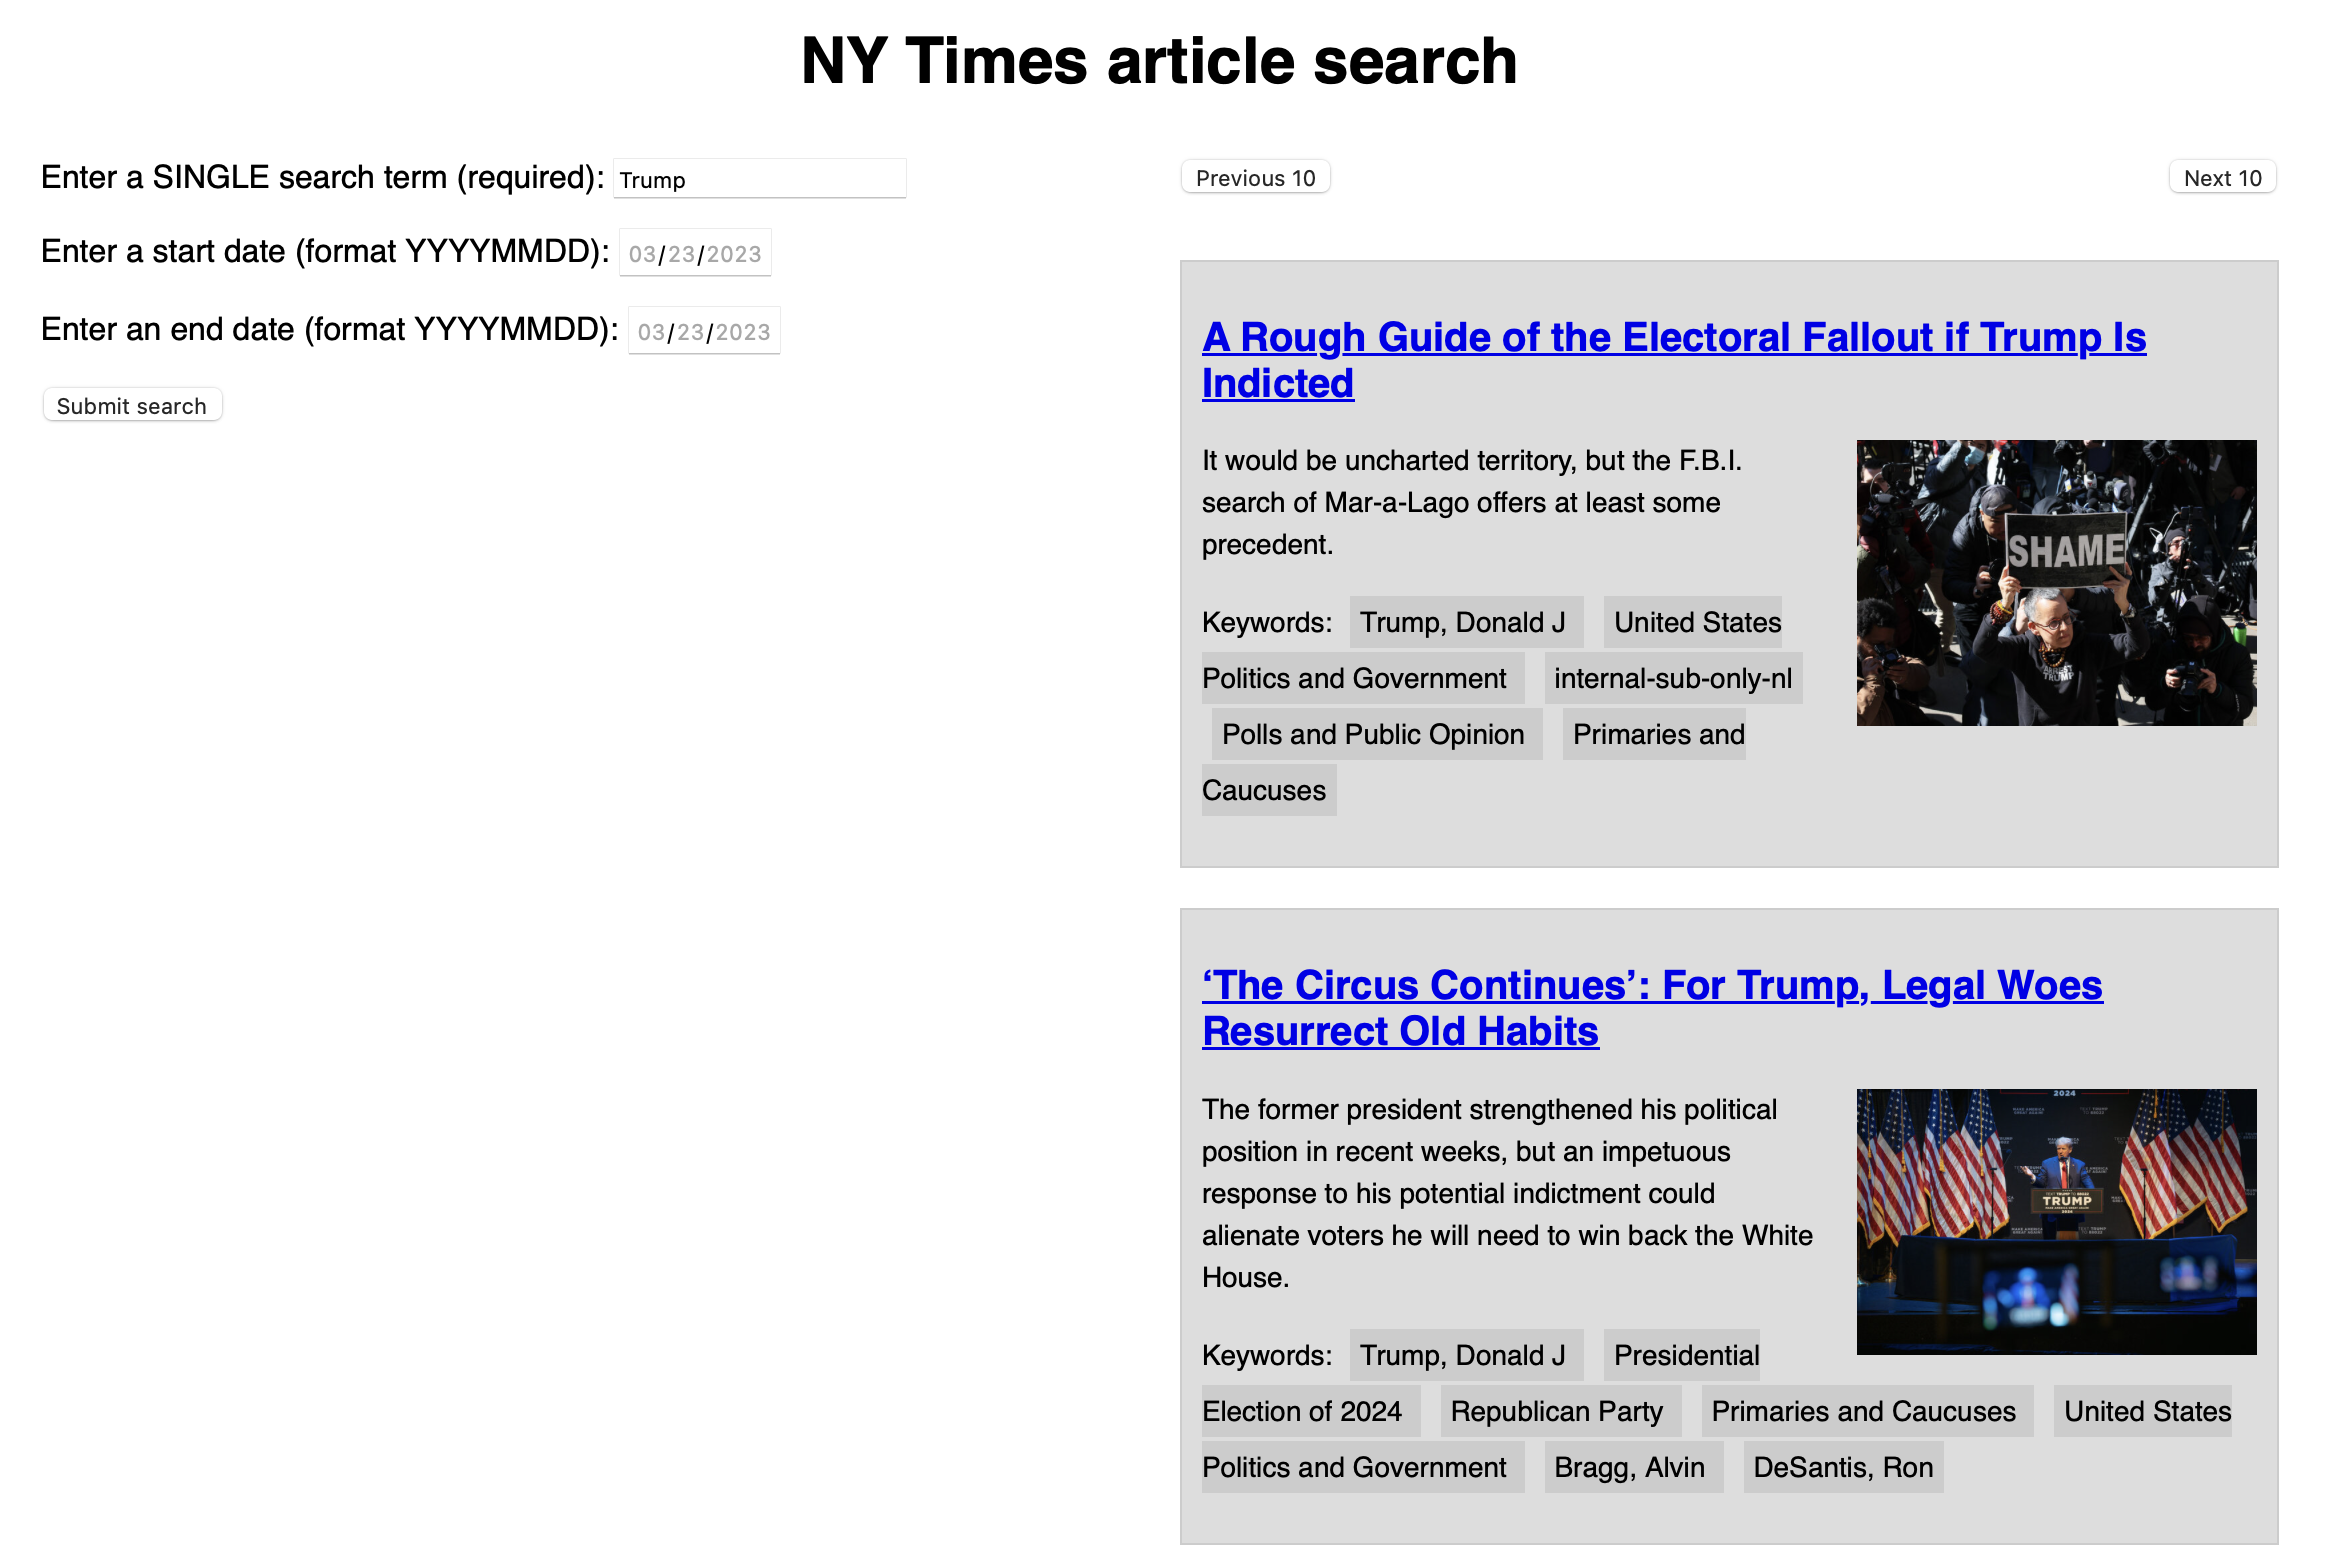 NY Times article search
Enter a SINGLE search term (required): Trump
Enter a start date (format YYYYMMDD): 03/23/2023
Enter an end date (format YYYYMMDD): 03/23/2023
Submit search
Previous 10
Next 10
A Rough Guide of the Electoral Fallout if Trump Is
Indicted
It would be uncharted territory, but the F.B.I.
search of Mar-a-Lago offers at least some
precedent.
SHAME
Keywords: Trump, Donald J United States
Politics and Government internal-sub-only-nl
Polls and Public Opinion Primaries and
Caucuses
‘The Circus Continues’: For Trump, Legal Woes
Resurrect Old Habits
The former president strengthened his political
position in recent weeks, but an impetuous
response to his potential indictment could
alienate voters he will need to win back the White
House.
2024
TRUMP
Keywords: Trump, Donald J Presidential
Election of 2024 Republican Party Primaries and Caucuses United States
Politics and Government Bragg, Alvin DeSantis, Ron